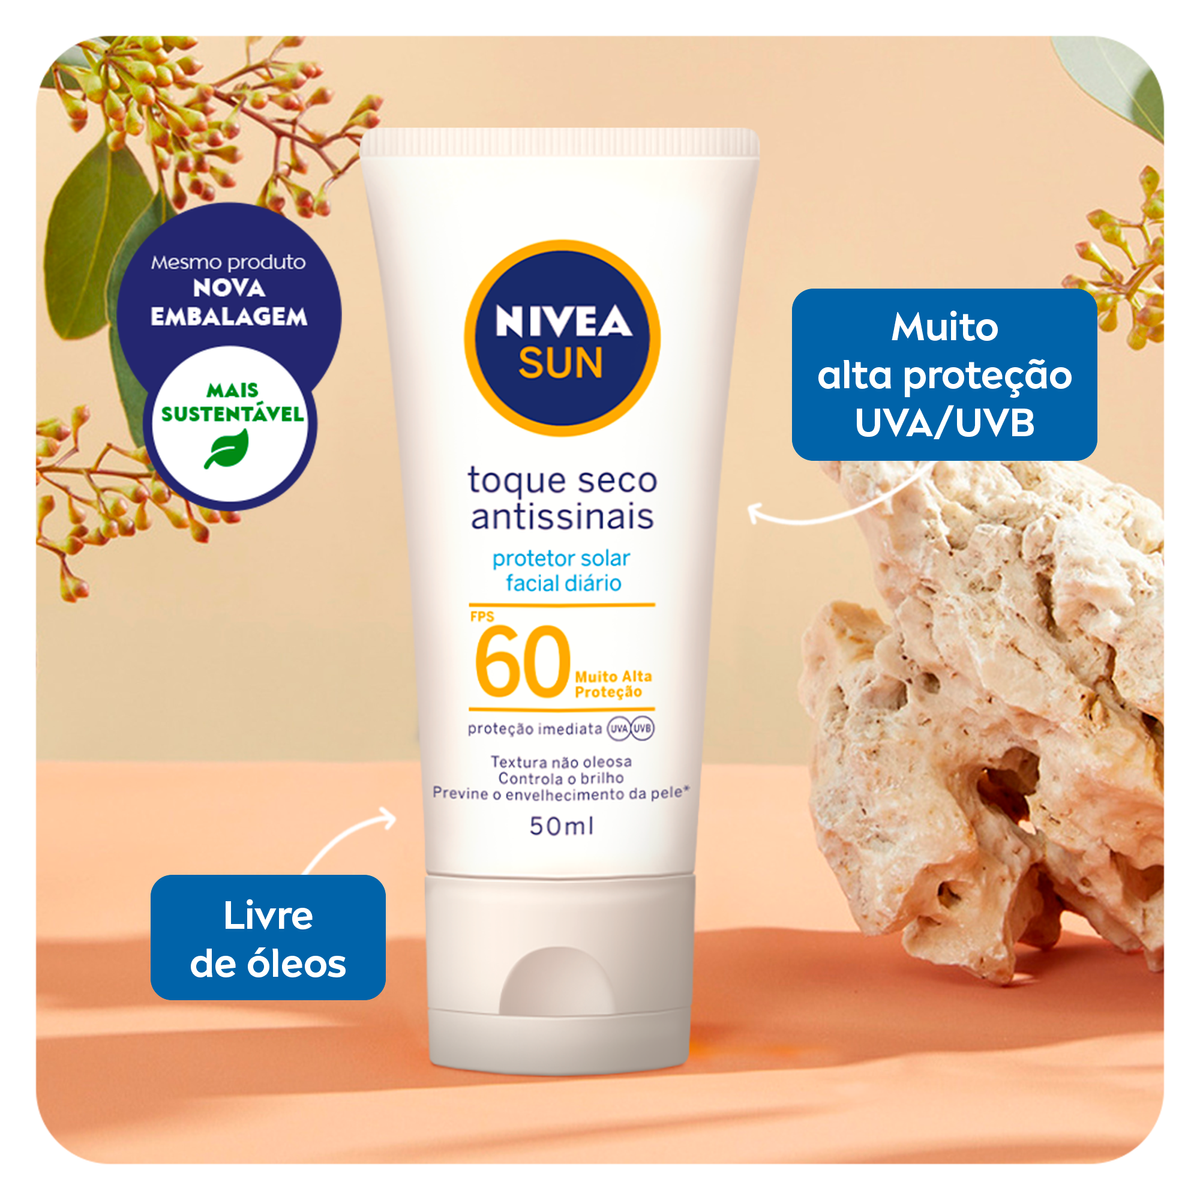 Mesmo produto
NOVA
EMBALAGEM
MAIS
SUSTENTÁVEL
NIVEA
SUN
toque seco
antissinais
protetor solar
facial diário
FPS
60
Muito Alta
Proteção
proteção imediata UVA UVB
Textura não oleosa
Controla o brilho
Previne o envelhecimento da pele*
50ml
Muito
alta proteção
UVA/UVB
Livre
de óleos